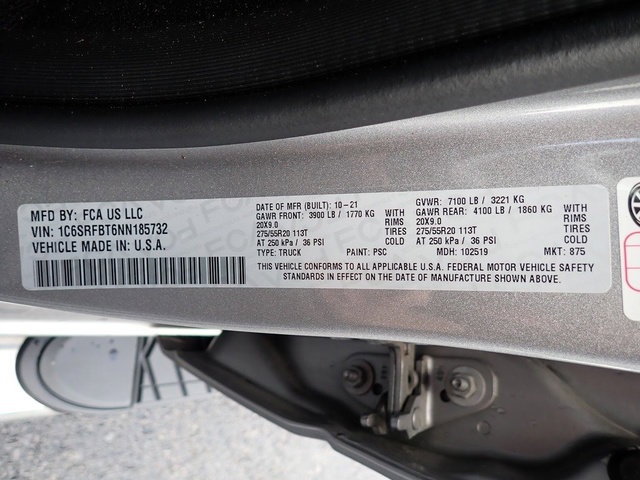 MFD BY: FCA US LLC
VIN: 1C6SRFBT6NN185732
VEHICLE MADE IN U.S.A.
DATE OF MFR (BUILT): 10-21
GAWR FRONT: 3900 LB / 1770 KG
WITH
20X9.0
RIMS
275/55R20 113T
TIRES
AT 250 kPa / 36 PSI
TYPE: TRUCK
PAINT: PSC
GVWR: 7100 LB / 3221 KG
GAWR REAR: 4100 LB / 1860 KG
WITH
20X9.0
RIMS
275/55R20 113T
TIRES
AT 250 kPa / 36 PSI
MDH: 102519
MKT: 875
THIS VEHICLE CONFORMS TO ALL APPLICABLE U.S.A. FEDERAL MOTOR VEHICLE SAFETY
STANDARDS IN EFFECT ON THE DATE OF MANUFACTURE SHOWN ABOVE.